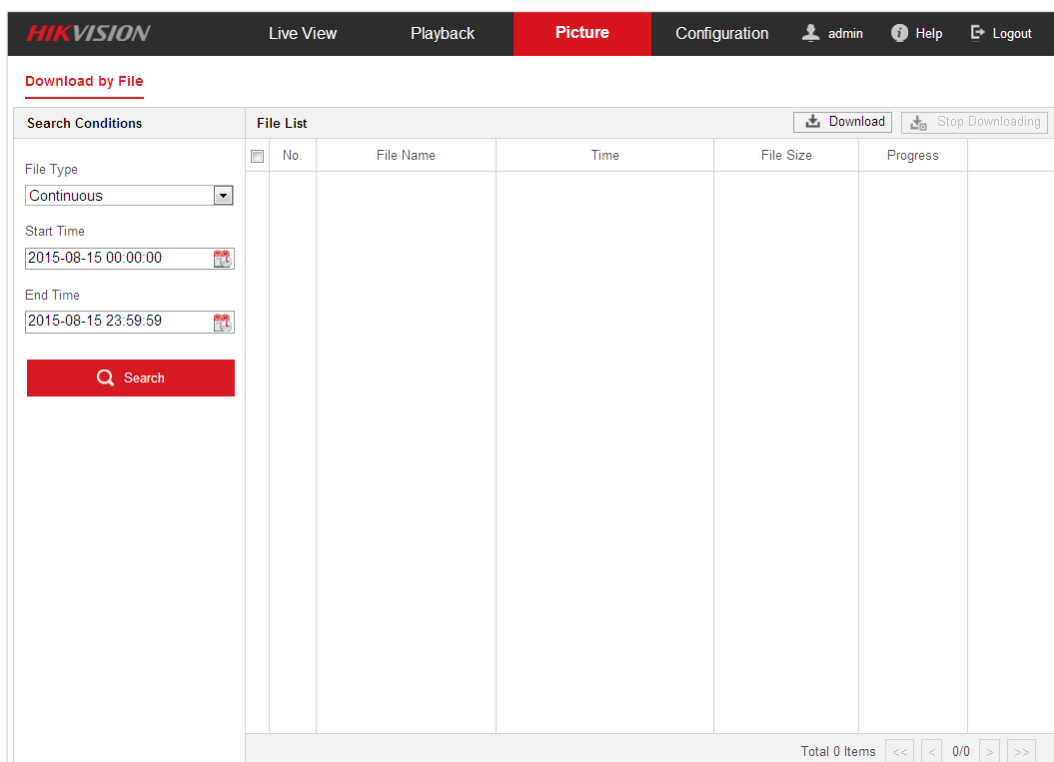 HIKVISION Live View Playback Picture Configuration admin Help Logout
Download by File
Search Conditions File List Download Stop Downloading
No. File Name Time File Size Progress
File Type
Continuous
Start Time
2015-08-15 00:00:00
End Time
2015-08-15 23:59:59
Search
Total 0 Items << < 0/0 > >>